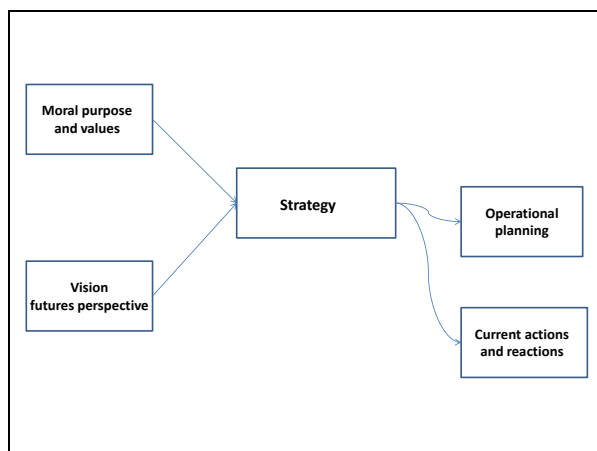 Moral purpose
and values
Strategy
Operational
planning
Vision
futures perspective
Current actions
and reactions